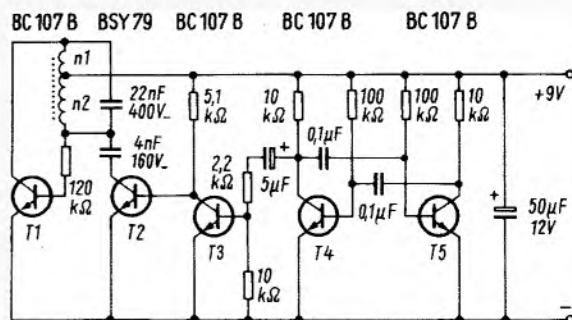 BC 107 B BSY 79 BC 107 B BC 107 B BC 107 B
n1
n2
22nF
400V_
4nF
160V_
120
kΩ
5,1
kΩ
2,2
kΩ
5µF
+
10
kΩ
0,1µF
100
kΩ
100
kΩ
10
kΩ
0,1µF
10
kΩ
+9V
+
50µF
12V
–
T1
T2
T3
T4
T5